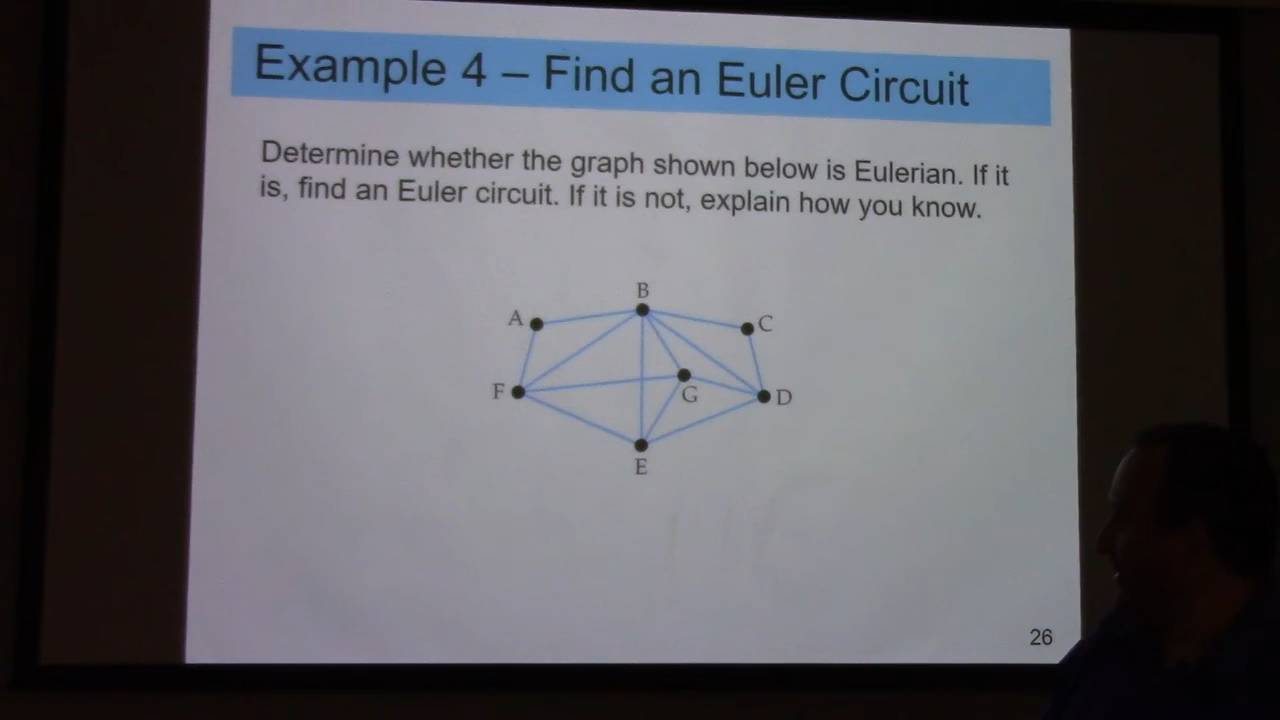 Example 4 – Find an Euler Circuit
Determine whether the graph shown below is Eulerian. If it
is, find an Euler circuit. If it is not, explain how you know.
B
A
C
F
G
D
E
26